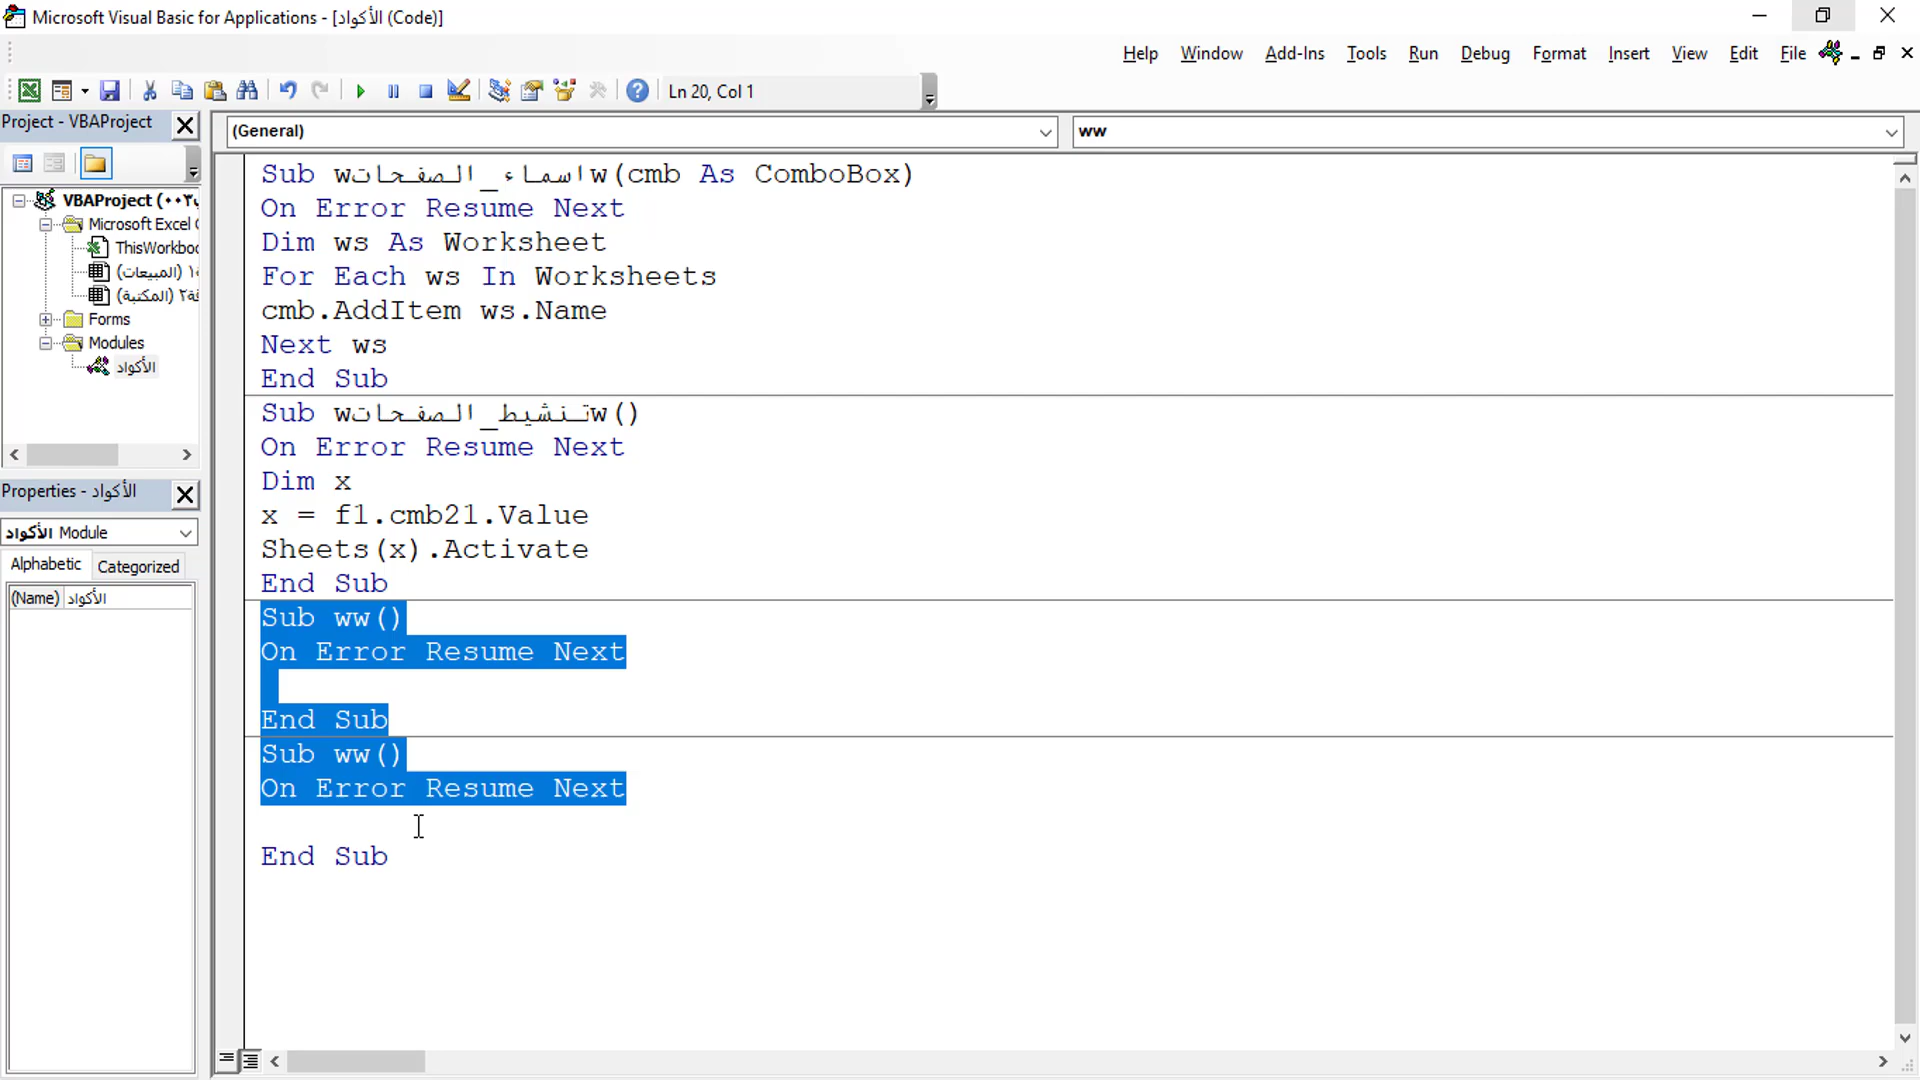 Microsoft Visual Basic for Applications - [الأكواد (Code)]
Help Window Add-Ins Tools Run Debug Format Insert View Edit File
Ln 20, Col 1
Project - VBAProject
(General)
ww
VBAProject (٠٠٣
Microsoft Excel
ThisWorkboo
١ (المبيعات)
٢ (المكتبة)
Forms
Modules
الأكواد
Properties - الأكواد
الأكواد Module
Alphabetic Categorized
(Name) الأكواد
Sub wاسماء_الصفحاتw(cmb As ComboBox)
On Error Resume Next
Dim ws As Worksheet
For Each ws In Worksheets
cmb.AddItem ws.Name
Next ws
End Sub
Sub wتنشيط_الصفحاتw()
On Error Resume Next
Dim x
x = f1.cmb21.Value
Sheets(x).Activate
End Sub
Sub ww()
On Error Resume Next
End Sub
Sub ww()
On Error Resume Next
End Sub